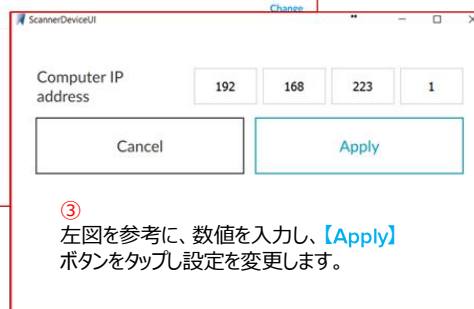 Change
ScannerDeviceUI
Computer IP
address
192 168 223 1
Cancel Apply
③
左図を参考に、数値を入力し、【Apply】
ボタンをタップし設定を変更します。